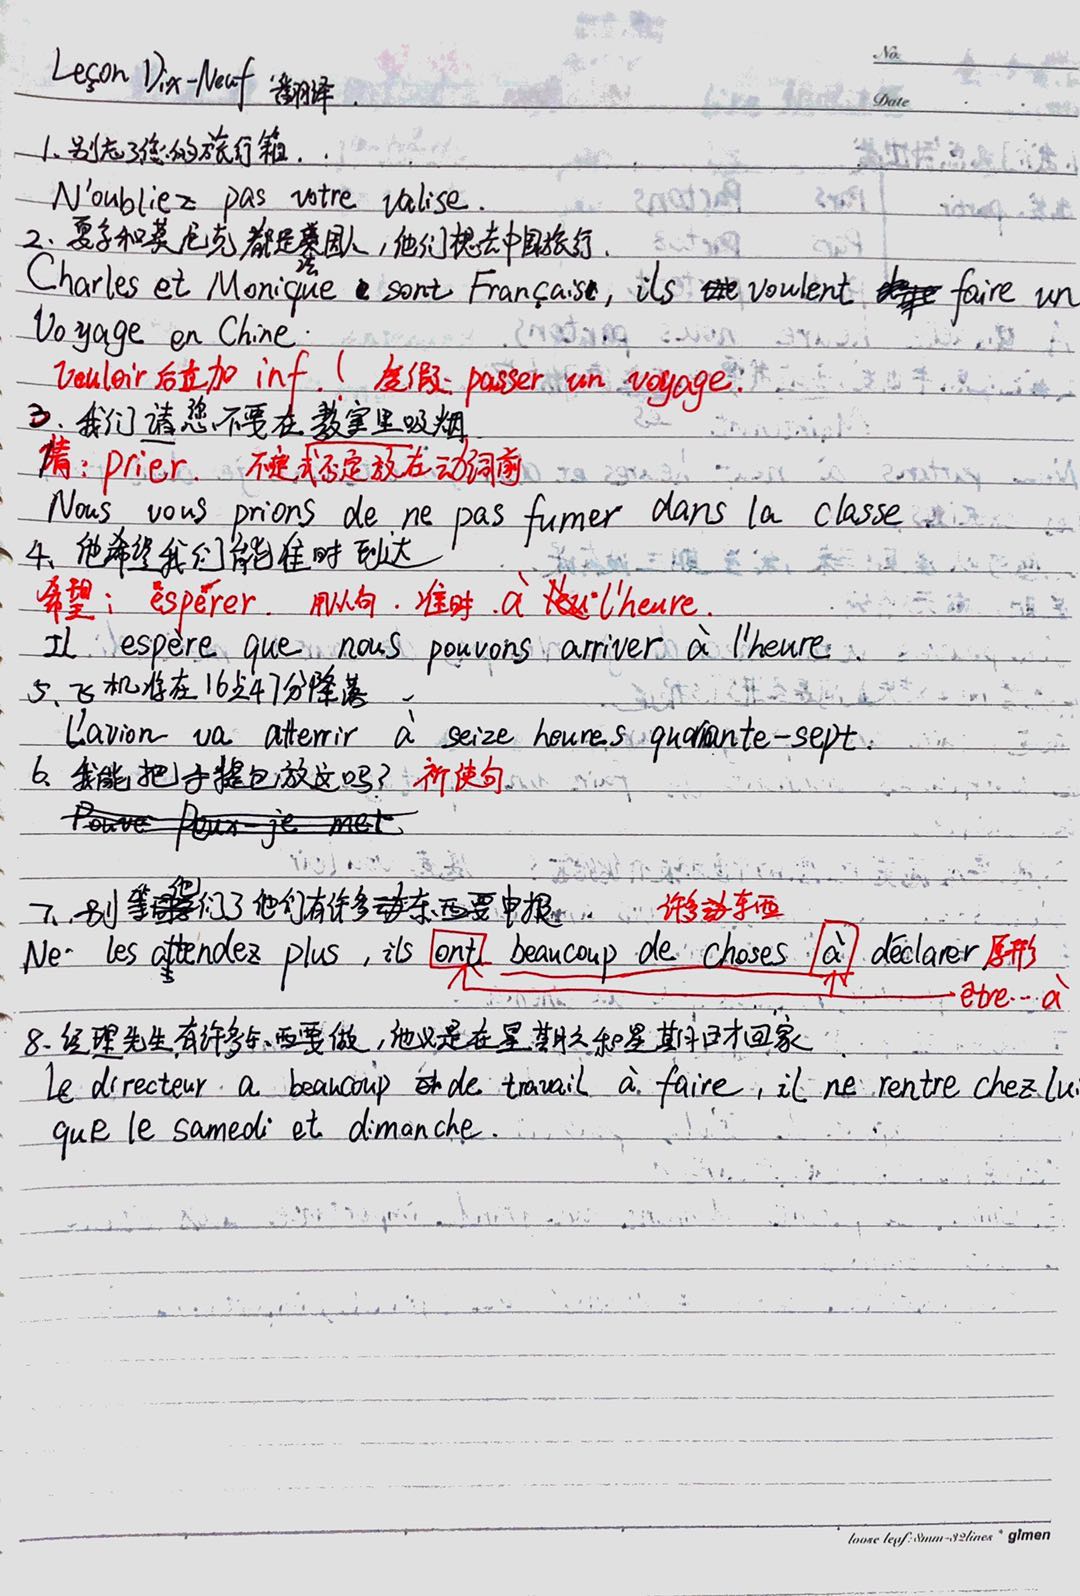 No.
Leçon Dix-Neuf 翻译.
Date
1. 别忘了您的旅行箱.
N'oubliez pas votre valise.
2. 夏尔和莫尼克都是法国人，他们想去中国旅行.
Charles et Monique sont Français, ils voulent faire un
Voyage en Chine.
Vouloir 后直加 inf.! 度假: passer un voyage.
3. 我们请您不要在教室里吸烟
请: prier. 不定式否定放在动词前
Nous vous prions de ne pas fumer dans la classe.
4. 他希望我们能准时到达
希望: espérer. 用从句. 准时. à l'heure.
Il espère que nous pouvons arriver à l'heure.
5. 飞机将在16点47分降落
L'avion va atterrir à seize heures quarante-sept.
6. 我能把手提包放这吗? 祈使句
Peux-je met
7. 别等他们了他们有许多东西要申报. 许多东西
Ne les attendez plus, ils ont beaucoup de choses à déclarer 原形
être... à
8. 经理先生有许多东西要做，他只是在星期六和星期日才回家
Le directeur a beaucoup de travail à faire, il ne rentre chez lui
que le samedi et dimanche.
loose leaf: 8mm-32lines * gimen